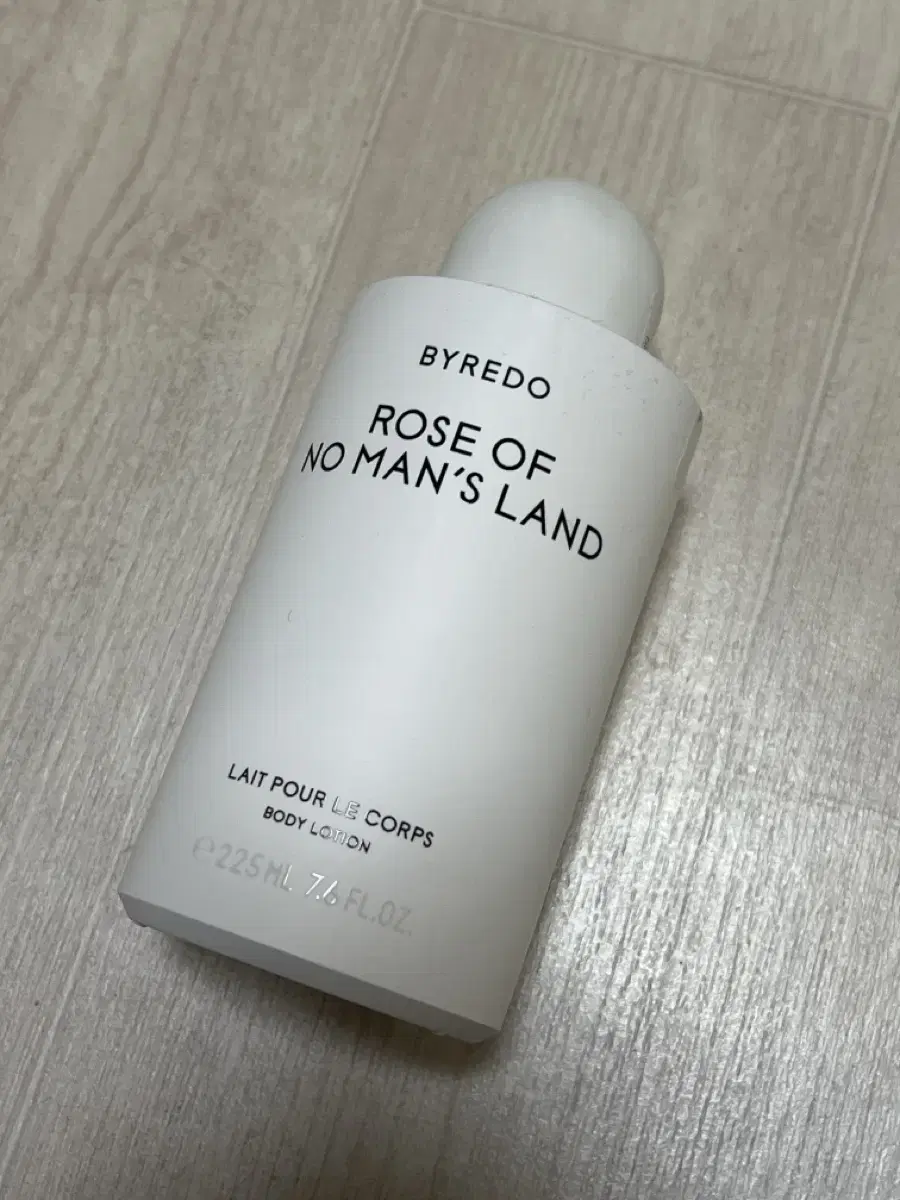 BYREDO
ROSE OF
NO MAN'S LAND
LAIT POUR LE CORPS
BODY LOTION
℮225 ML 7.6 FL.OZ.